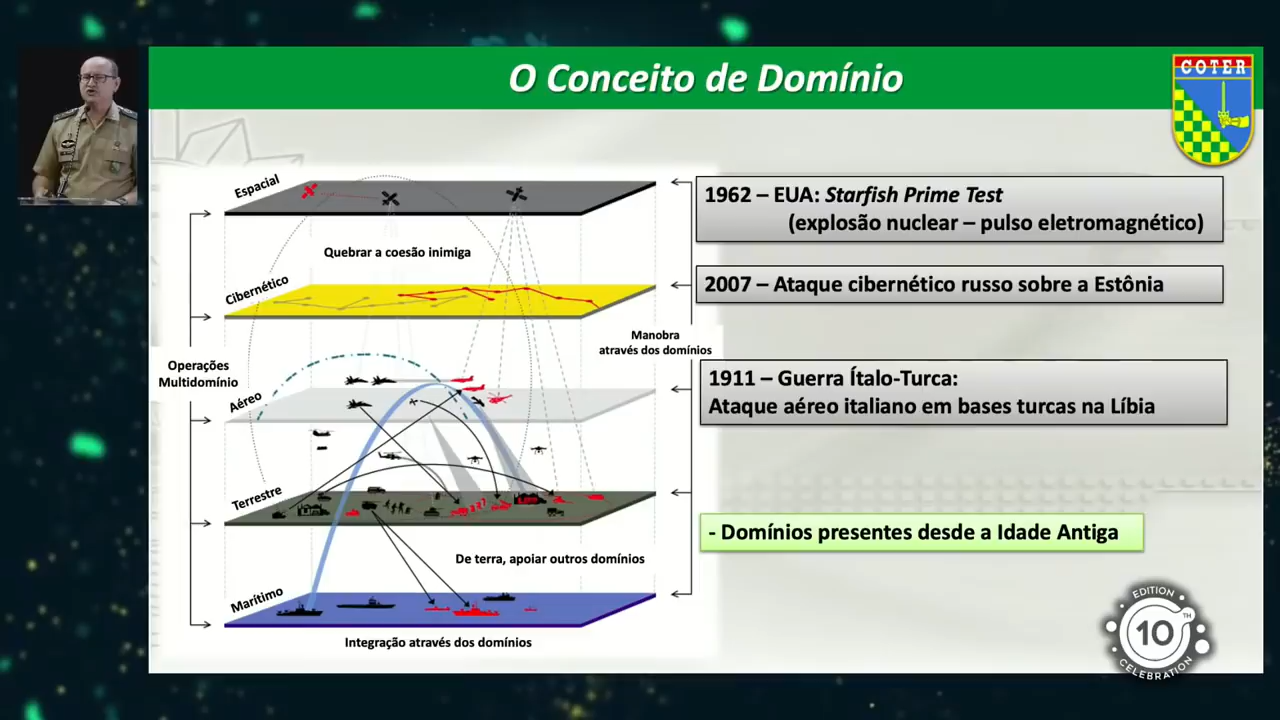 O Conceito de Domínio
COTER
Espacial
Quebrar a coesão inimiga
Cibernético
Manobra
através dos domínios
Operações
Multidomínio
Aéreo
Terrestre
De terra, apoiar outros domínios
Marítimo
Integração através dos domínios
1962 – EUA: Starfish Prime Test
(explosão nuclear – pulso eletromagnético)
2007 – Ataque cibernético russo sobre a Estônia
1911 – Guerra Ítalo-Turca:
Ataque aéreo italiano em bases turcas na Líbia
- Domínios presentes desde a Idade Antiga
EDITION
10TH
CELEBRATION